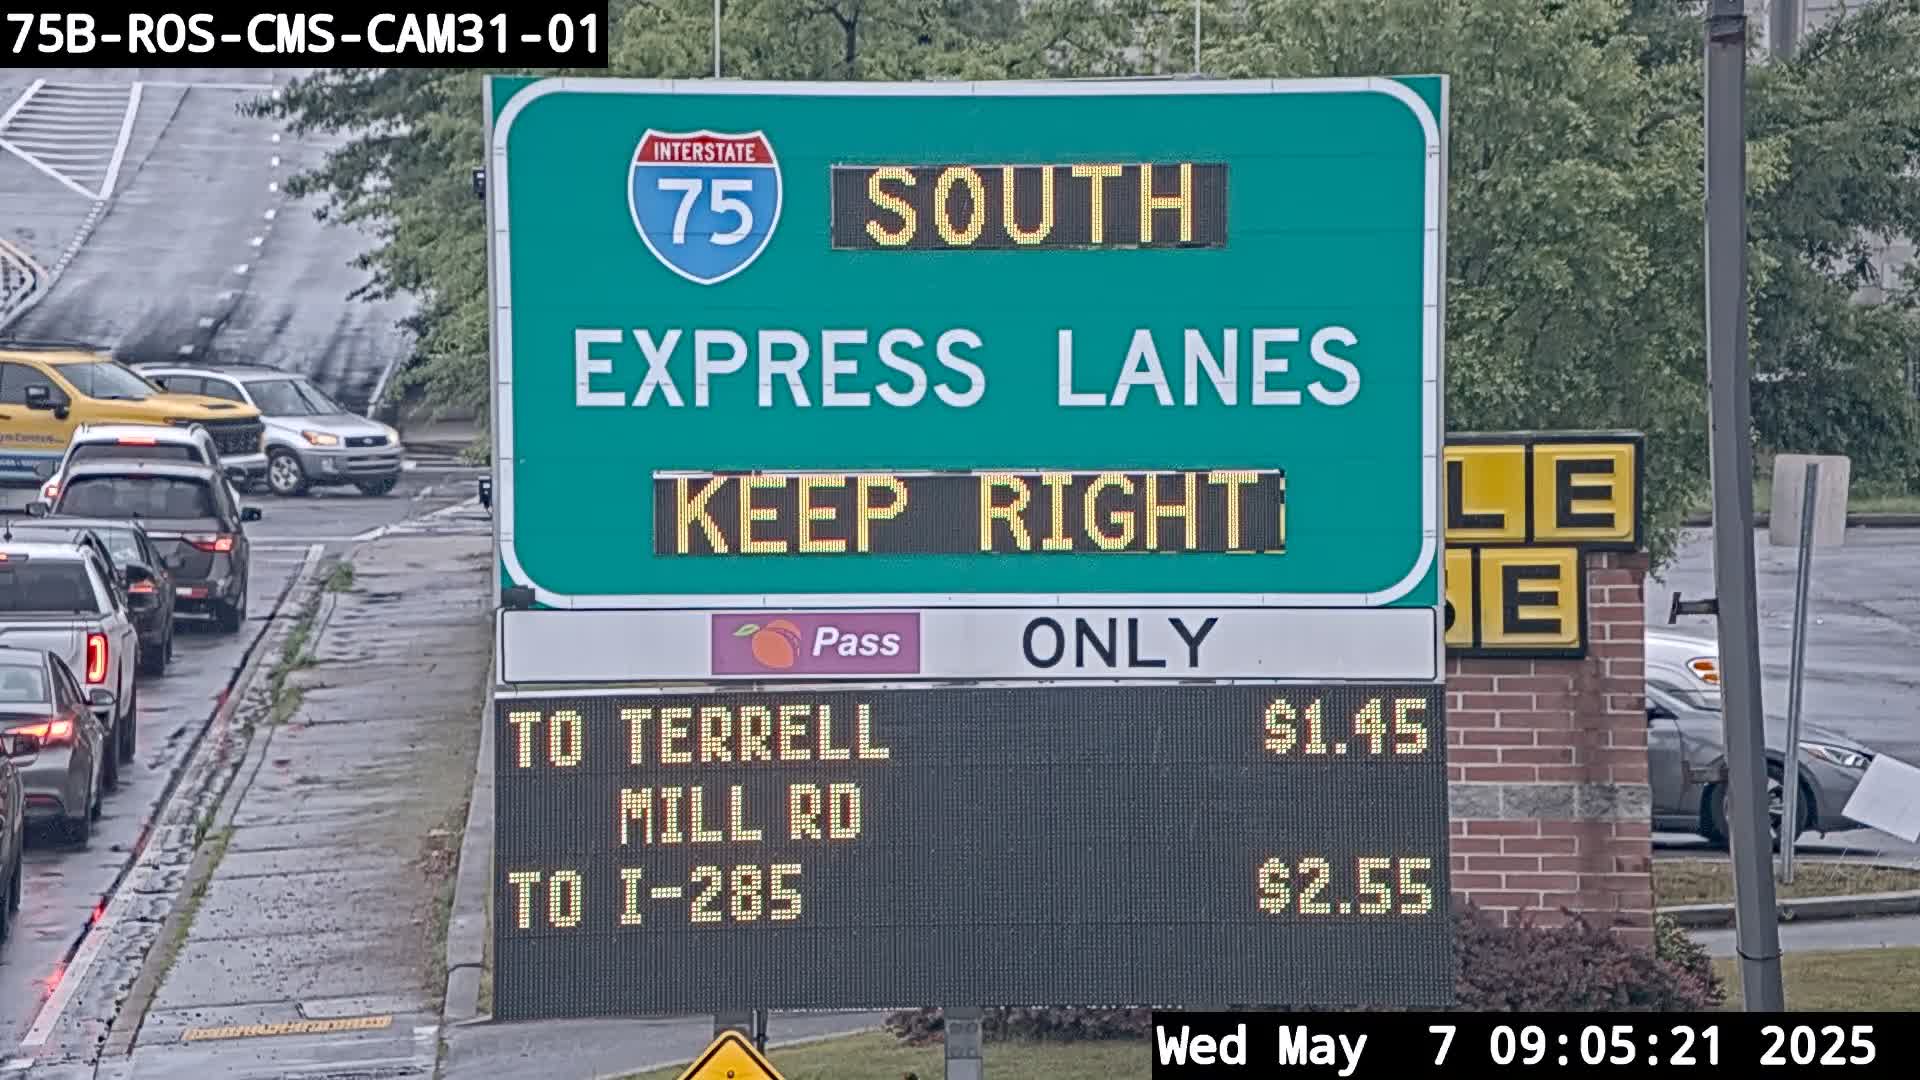 75B-ROS-CMS-CAM31-01
INTERSTATE
75
SOUTH
EXPRESS LANES
KEEP RIGHT
Pass
ONLY
TO TERRELL $1.45
MILL RD
TO I-285 $2.55
LE
E
Wed May 7 09:05:21 2025